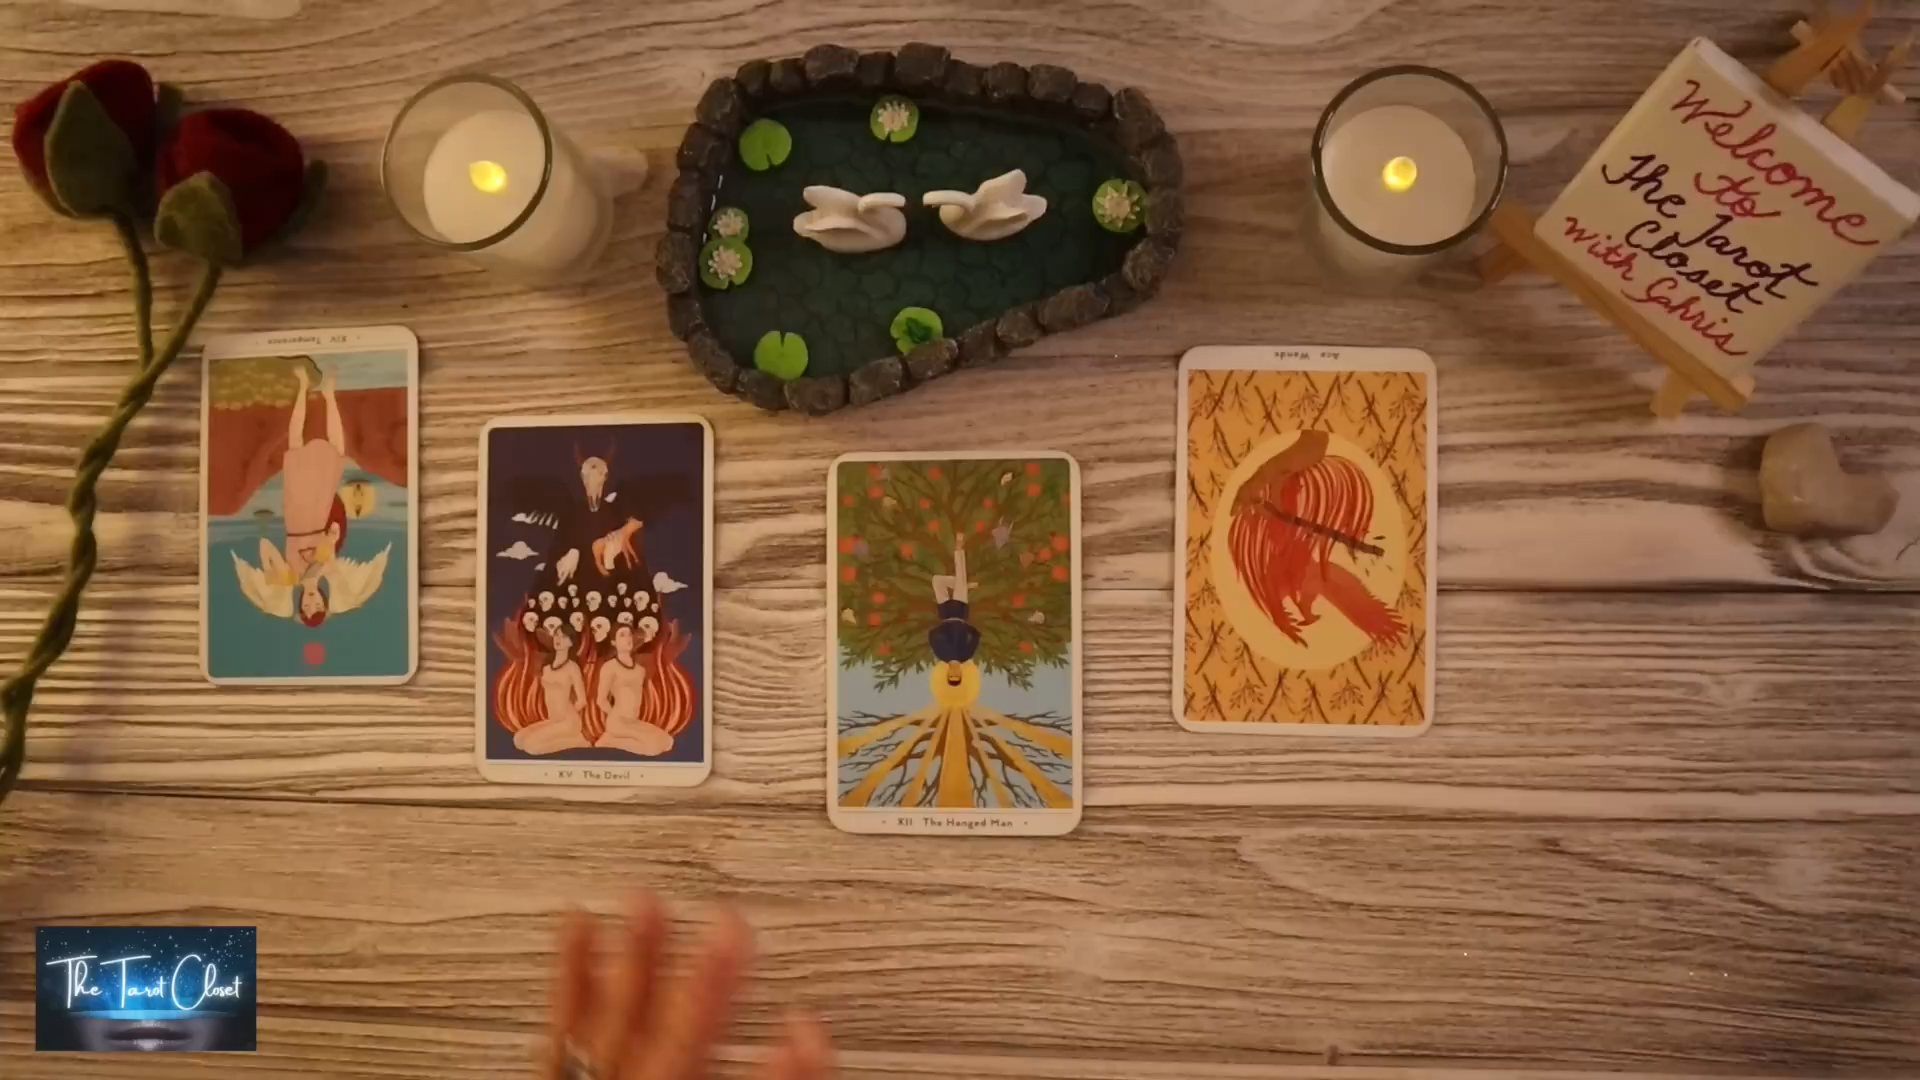 Welcome
to
The Tarot
Closet
With Cahris
XIV Temperance
Ace Wands
XV The Devil
XII The Hanged Man
The Tarot Closet